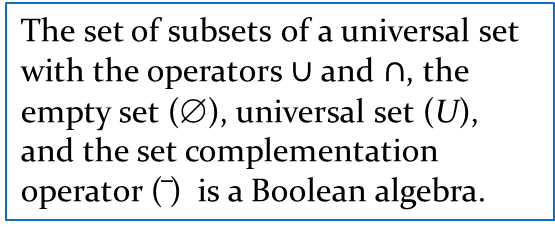 The set of subsets of a universal set
with the operators ∪ and ∩, the
empty set (∅), universal set (U),
and the set complementation
operator (‾) is a Boolean algebra.